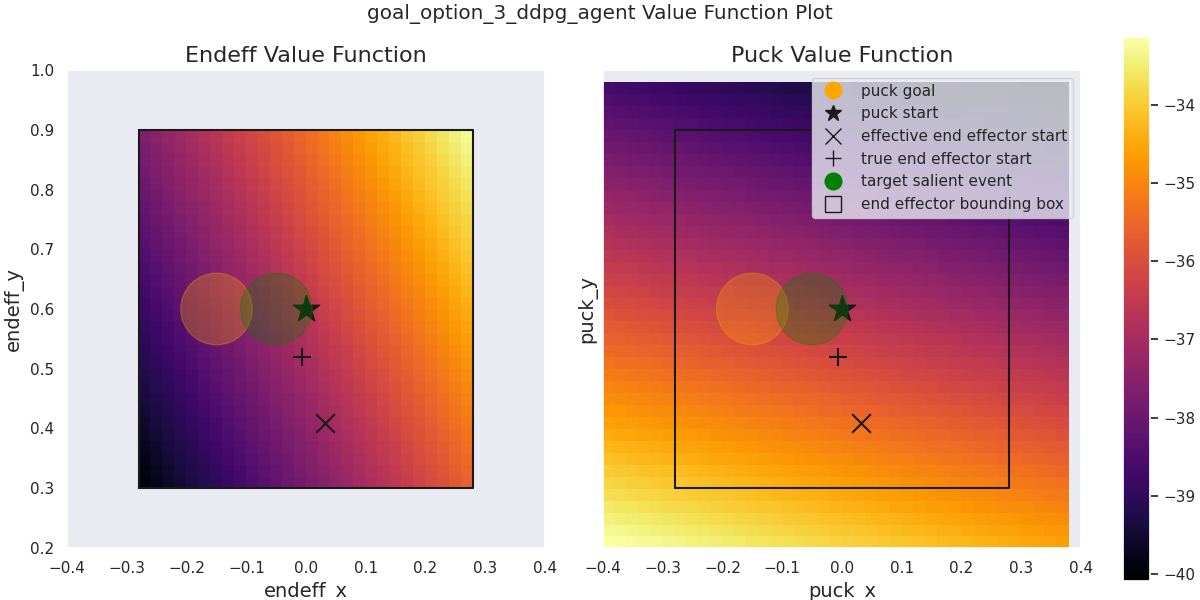 goal_option_3_ddpg_agent Value Function Plot
Endeff Value Function
endeff_y
1.0
0.9
0.8
0.7
0.6
0.5
0.4
0.3
0.2
−0.4 −0.3 −0.2 −0.1 0.0 0.1 0.2 0.3 0.4
endeff_x
Puck Value Function
puck_y
puck goal
puck start
effective end effector start
true end effector start
target salient event
end effector bounding box
−0.4 −0.3 −0.2 −0.1 0.0 0.1 0.2 0.3 0.4
puck_x
−34
−35
−36
−37
−38
−39
−40